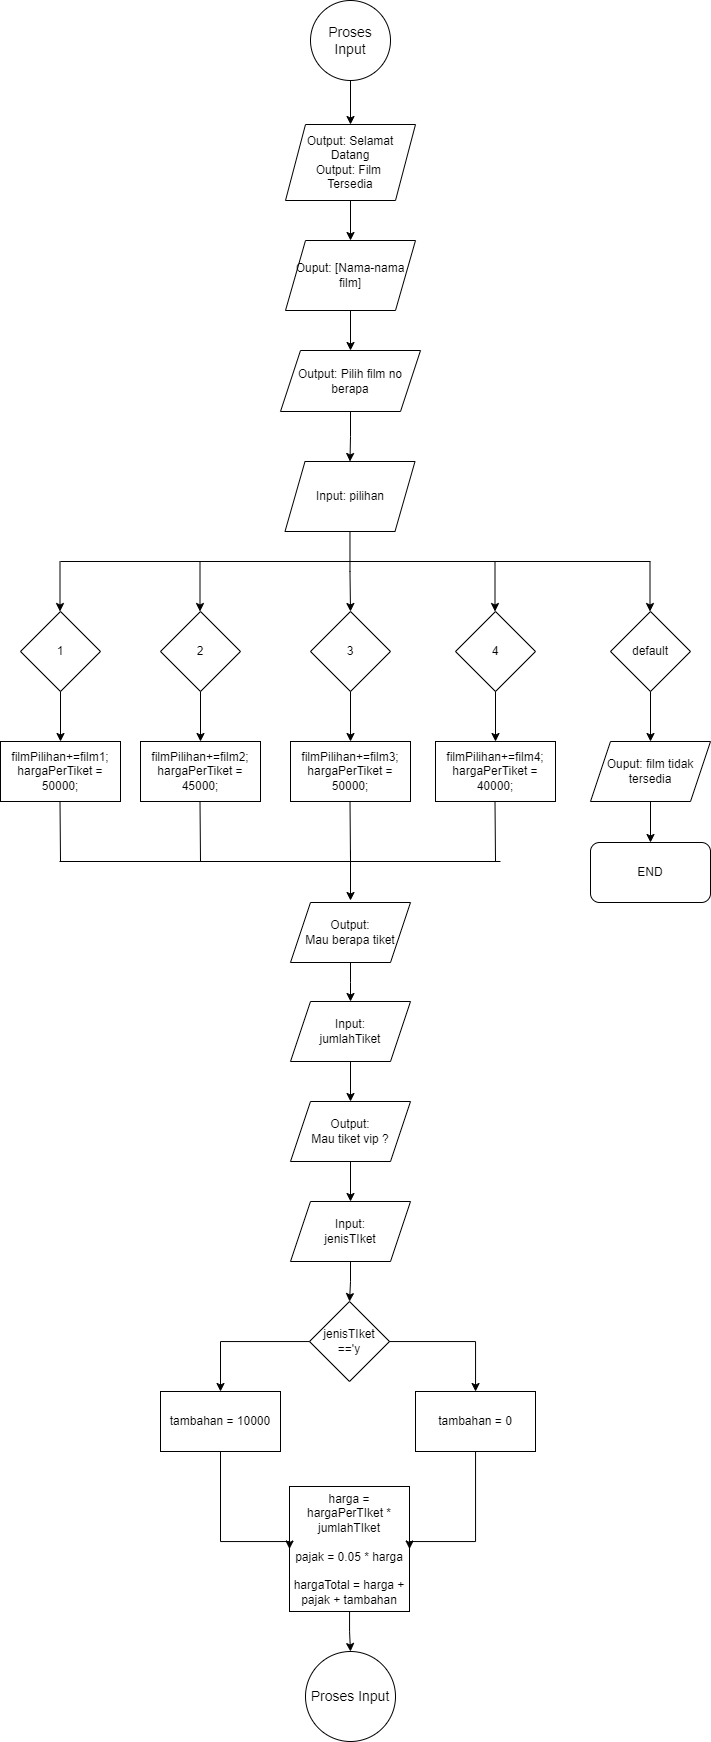 Proses
Input
Output: Selamat
Datang
Output: Film
Tersedia
Ouput: [Nama-nama
film]
Output: Pilih film no
berapa
Input: pilihan
1
2
3
4
default
filmPilihan+=film1;
hargaPerTiket =
50000;
filmPilihan+=film2;
hargaPerTiket =
45000;
filmPilihan+=film3;
hargaPerTiket =
50000;
filmPilihan+=film4;
hargaPerTiket =
40000;
Ouput: film tidak
tersedia
END
Output:
Mau berapa tiket
Input:
jumlahTiket
Output:
Mau tiket vip ?
Input:
jenisTIket
jenisTIket
=='y
tambahan = 10000
tambahan = 0
harga =
hargaPerTIket *
jumlahTIket
pajak = 0.05 * harga
hargaTotal = harga +
pajak + tambahan
Proses Input